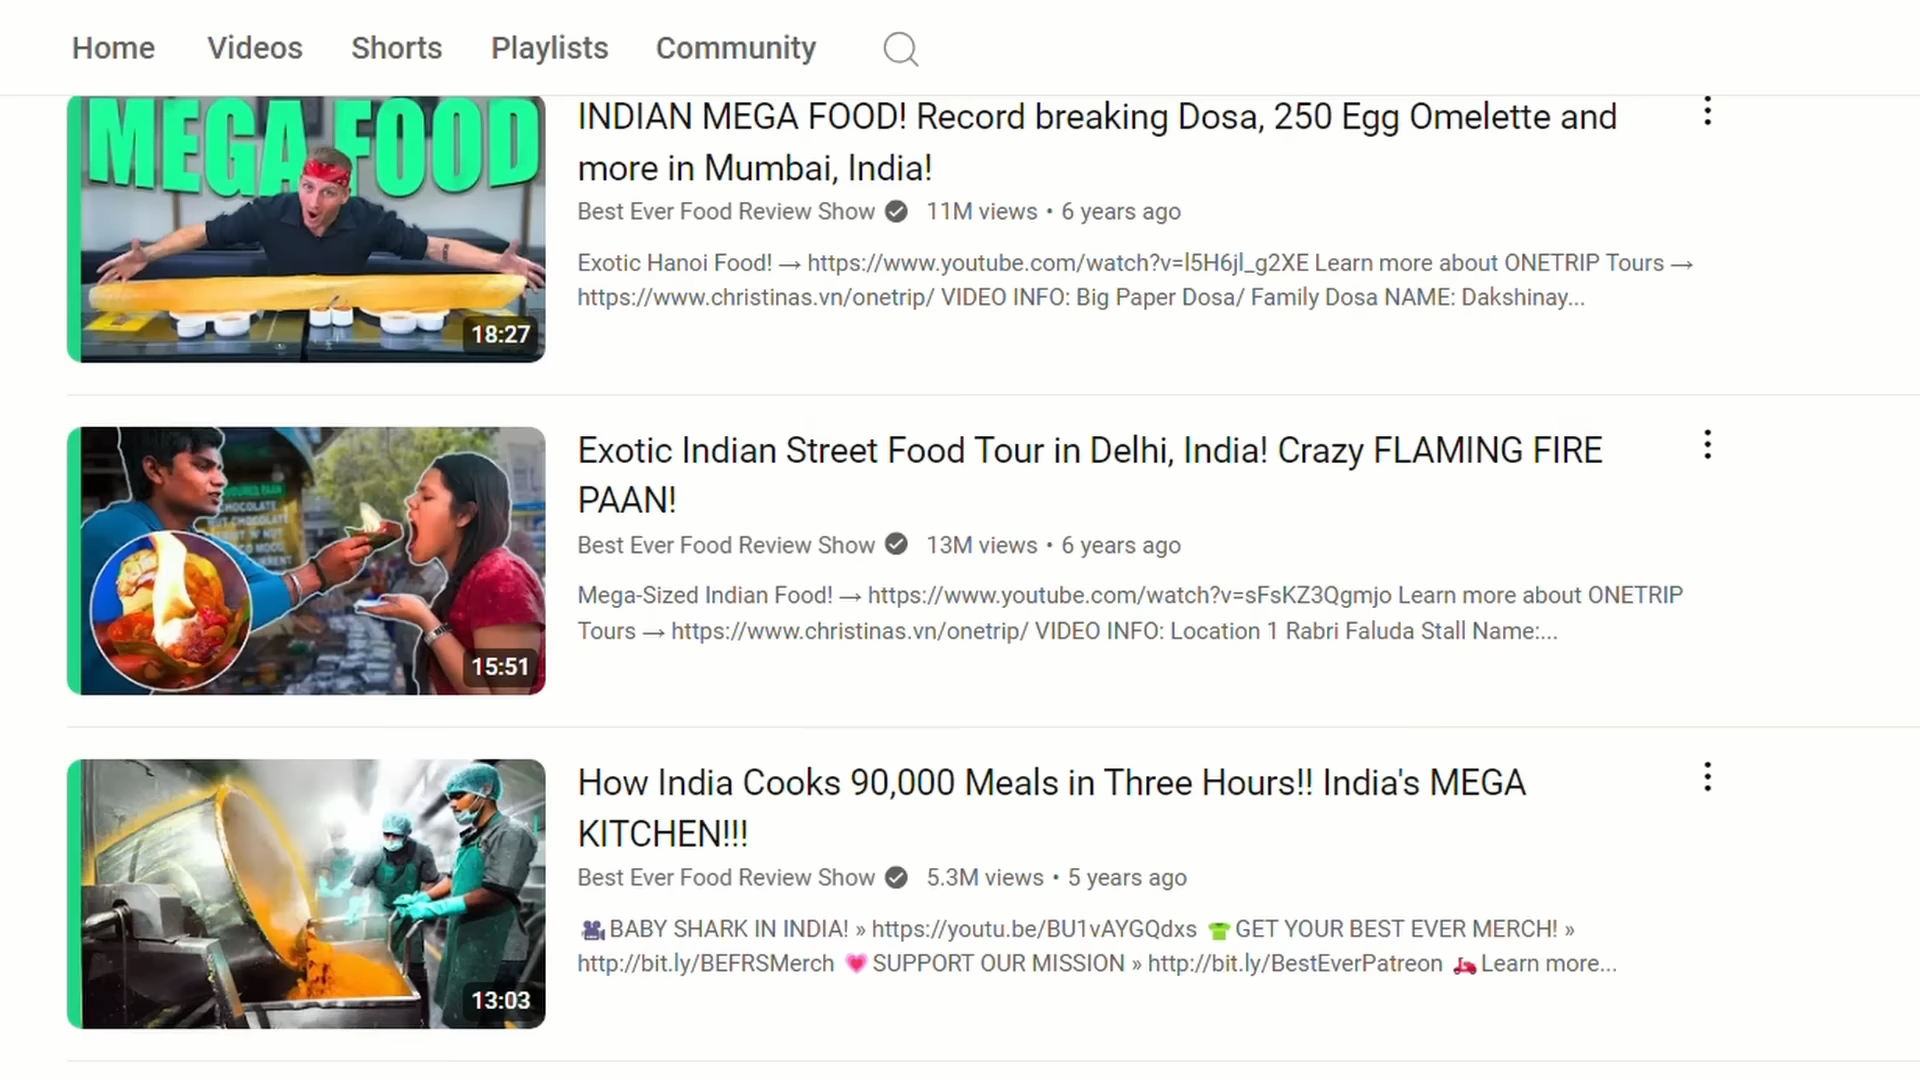 Home Videos Shorts Playlists Community
MEGA FOOD
18:27
INDIAN MEGA FOOD! Record breaking Dosa, 250 Egg Omelette and
more in Mumbai, India!
Best Ever Food Review Show 11M views • 6 years ago
Exotic Hanoi Food! → https://www.youtube.com/watch?v=l5H6jl_g2XE Learn more about ONETRIP Tours →
https://www.christinas.vn/onetrip/ VIDEO INFO: Big Paper Dosa/ Family Dosa NAME: Dakshinay...
CHOCOLATE
15:51
Exotic Indian Street Food Tour in Delhi, India! Crazy FLAMING FIRE
PAAN!
Best Ever Food Review Show 13M views • 6 years ago
Mega-Sized Indian Food! → https://www.youtube.com/watch?v=sFsKZ3Qgmjo Learn more about ONETRIP
Tours → https://www.christinas.vn/onetrip/ VIDEO INFO: Location 1 Rabri Faluda Stall Name:...
13:03
How India Cooks 90,000 Meals in Three Hours!! India's MEGA
KITCHEN!!!
Best Ever Food Review Show 5.3M views • 5 years ago
🎥BABY SHARK IN INDIA! » https://youtu.be/BU1vAYGQdxs 👕GET YOUR BEST EVER MERCH! »
http://bit.ly/BEFRSMerch 💗SUPPORT OUR MISSION » http://bit.ly/BestEverPatreon 🛵Learn more...